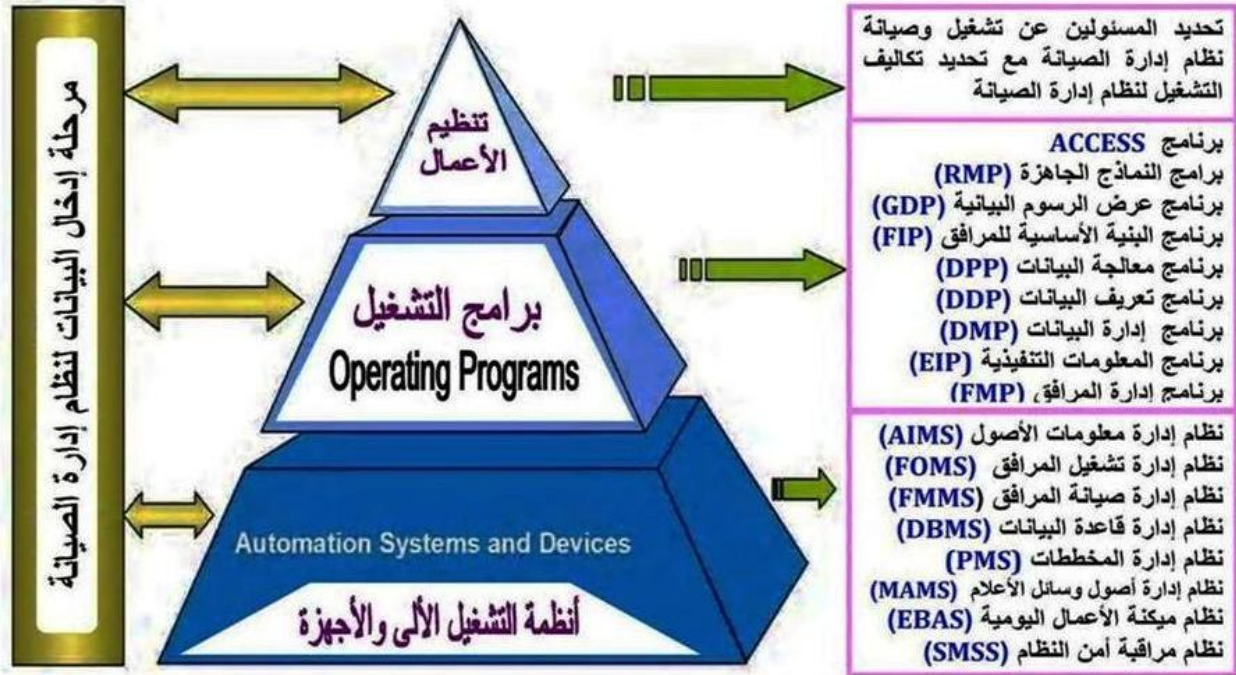 مرحلة إدخال البيانات لنظام إدارة الصيانة
تنظيم
الأعمال
برامج التشغيل
Operating Programs
Automation Systems and Devices
أنظمة التشغيل الألى والأجهزة
تحديد المسئولين عن تشغيل وصيانة
نظام إدارة الصيانة مع تحديد تكاليف
التشغيل لنظام إدارة الصيانة
برنامج ACCESS
برامج النماذج الجاهزة (RMP)
برنامج عرض الرسوم البيانية (GDP)
برنامج البنية الأساسية للمرافق (FIP)
برنامج معالجة البيانات (DPP)
برنامج تعريف البيانات (DDP)
برنامج إدارة البيانات (DMP)
برنامج المعلومات التنفيذية (EIP)
برنامج إدارة المرافق (FMP)
نظام إدارة معلومات الأصول (AIMS)
نظام إدارة تشغيل المرافق (FOMS)
نظام إدارة صيانة المرافق (FMMS)
نظام إدارة قاعدة البيانات (DBMS)
نظام إدارة المخططات (PMS)
نظام إدارة أصول وسائل الأعلام (MAMS)
نظام ميكنة الأعمال اليومية (EBAS)
نظام مراقبة أمن النظام (SMSS)